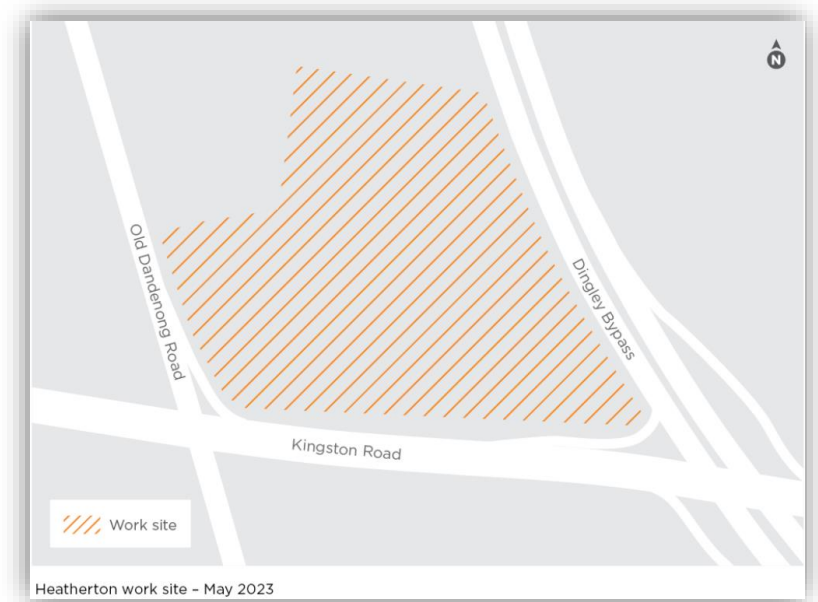 N
Old Dandenong Road
Dingley Bypass
Kingston Road
Work site
Heatherton work site – May 2023